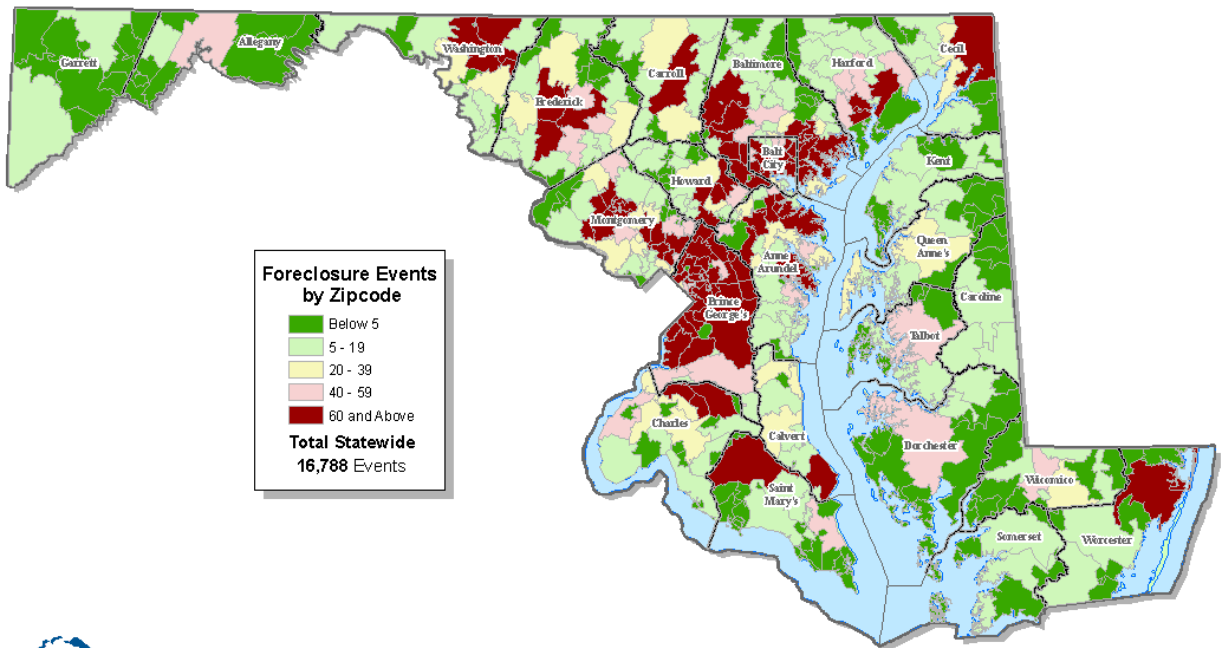 Garrett
Allegany
Washington
Frederick
Carroll
Baltimore
Harford
Cecil
Balt
City
Kent
Howard
Montgomery
Anne
Arundel
Queen
Anne's
Prince
George's
Caroline
Talbot
Foreclosure Events
by Zipcode
Below 5
5 - 19
20 - 39
40 - 59
60 and Above
Total Statewide
16,788 Events
Charles
Calvert
Dorchester
Saint
Mary's
Wicomico
Somerset
Worcester